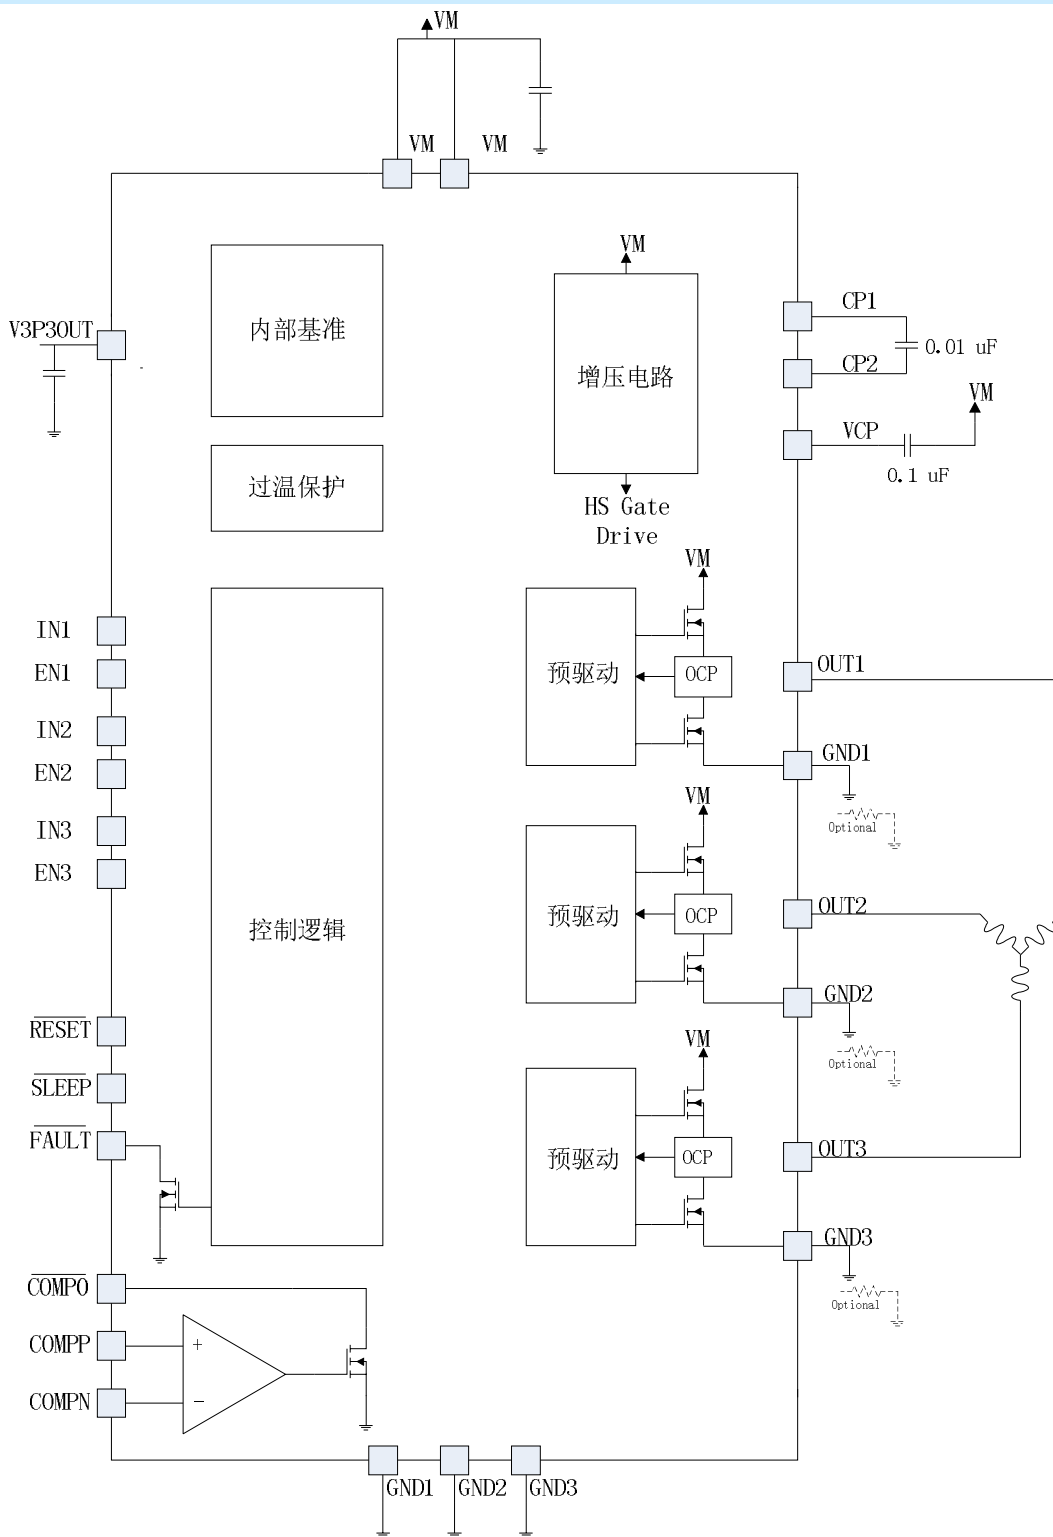 VM
VM
VM
VM
CP1
内部基准
V3P3OUT
增压电路
0.01 uF
CP2
VM
VCP
0.1 uF
过温保护
HS Gate
Drive
VM
IN1
EN1
预驱动
OCP
OUT1
IN2
EN2
GND1
VM
Optional
IN3
EN3
控制逻辑
预驱动
OCP
OUT2
GND2
RESET
VM
Optional
SLEEP
FAULT
预驱动
OCP
OUT3
GND3
COMPO
Optional
COMPP
+
COMPN
−
GND1
GND2
GND3